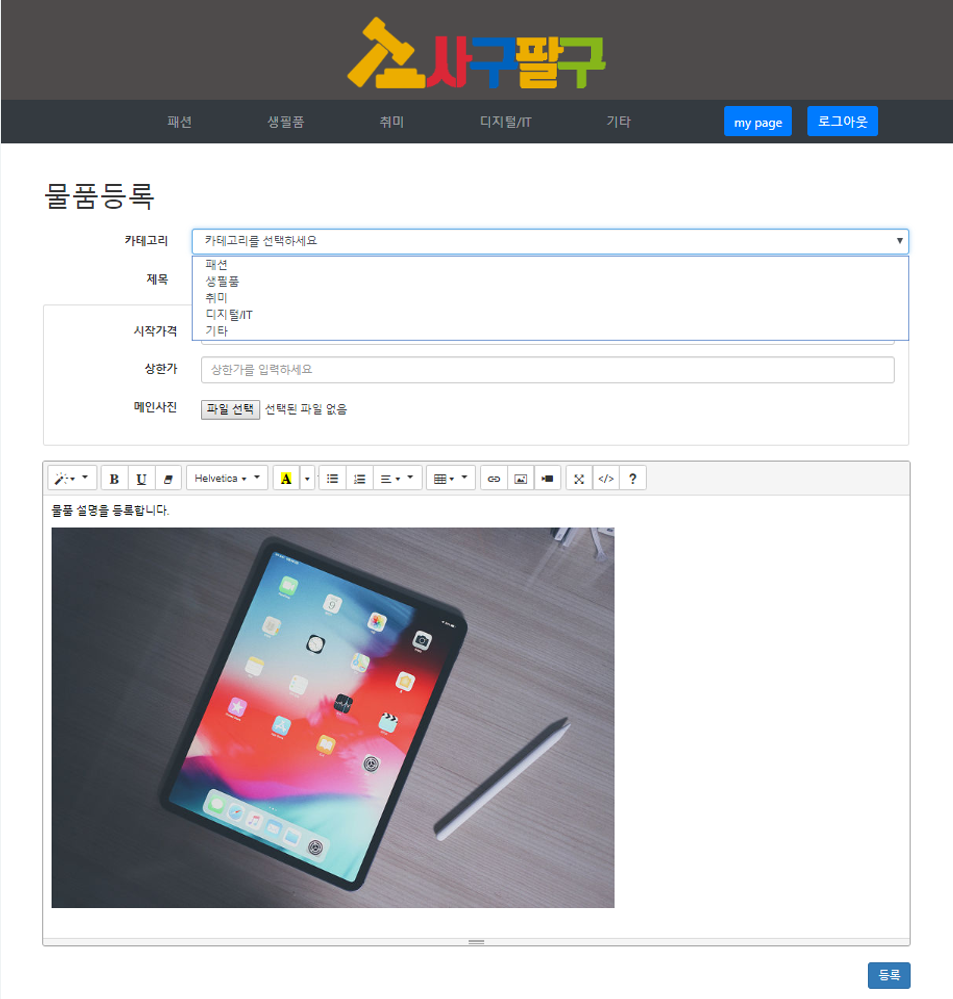 사구팔구
패션 생필품 취미 디지털/IT 기타 my page 로그아웃
물품등록
카테고리 카테고리를 선택하세요
패션
제목 생필품
취미
디지털/IT
시작가격 기타
상한가 상한가를 입력하세요
메인사진 파일 선택 선택된 파일 없음
B U Helvetica A </> ?
물품 설명을 등록합니다.
등록